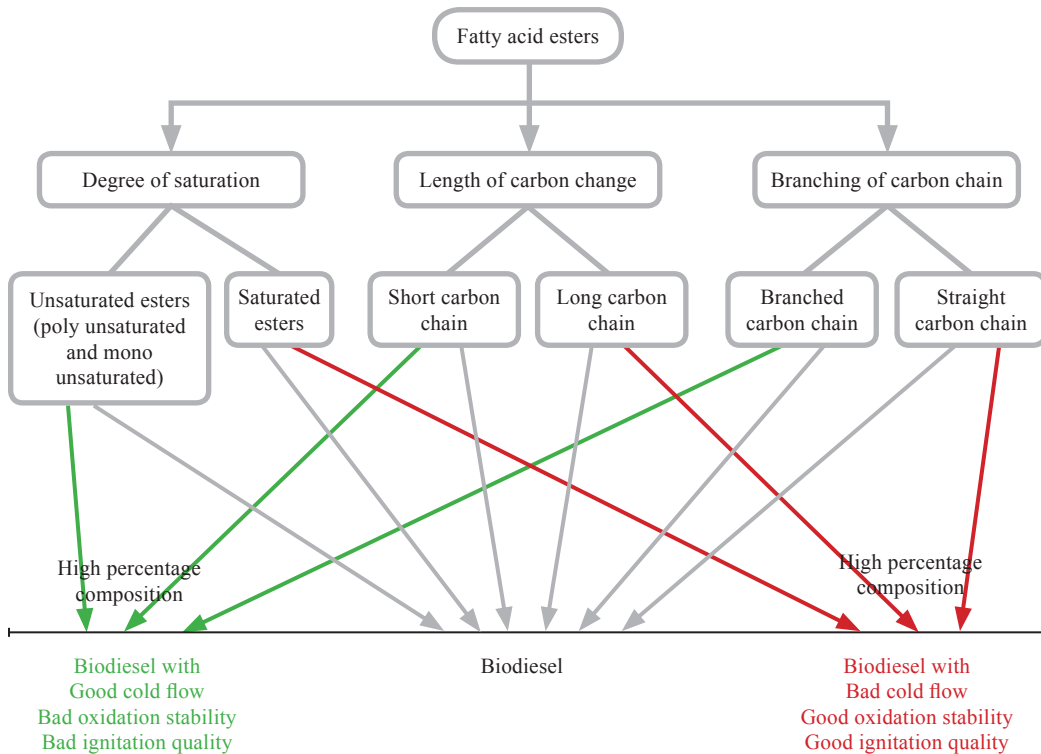 Fatty acid esters
Degree of saturation
Length of carbon change
Branching of carbon chain
Unsaturated esters
(poly unsaturated
and mono
unsaturated)
Saturated
esters
Short carbon
chain
Long carbon
chain
Branched
carbon chain
Straight
carbon chain
High percentage
composition
High percentage
composition
Biodiesel with
Good cold flow
Bad oxidation stability
Bad ignitation quality
Biodiesel
Biodiesel with
Bad cold flow
Good oxidation stability
Good ignitation quality